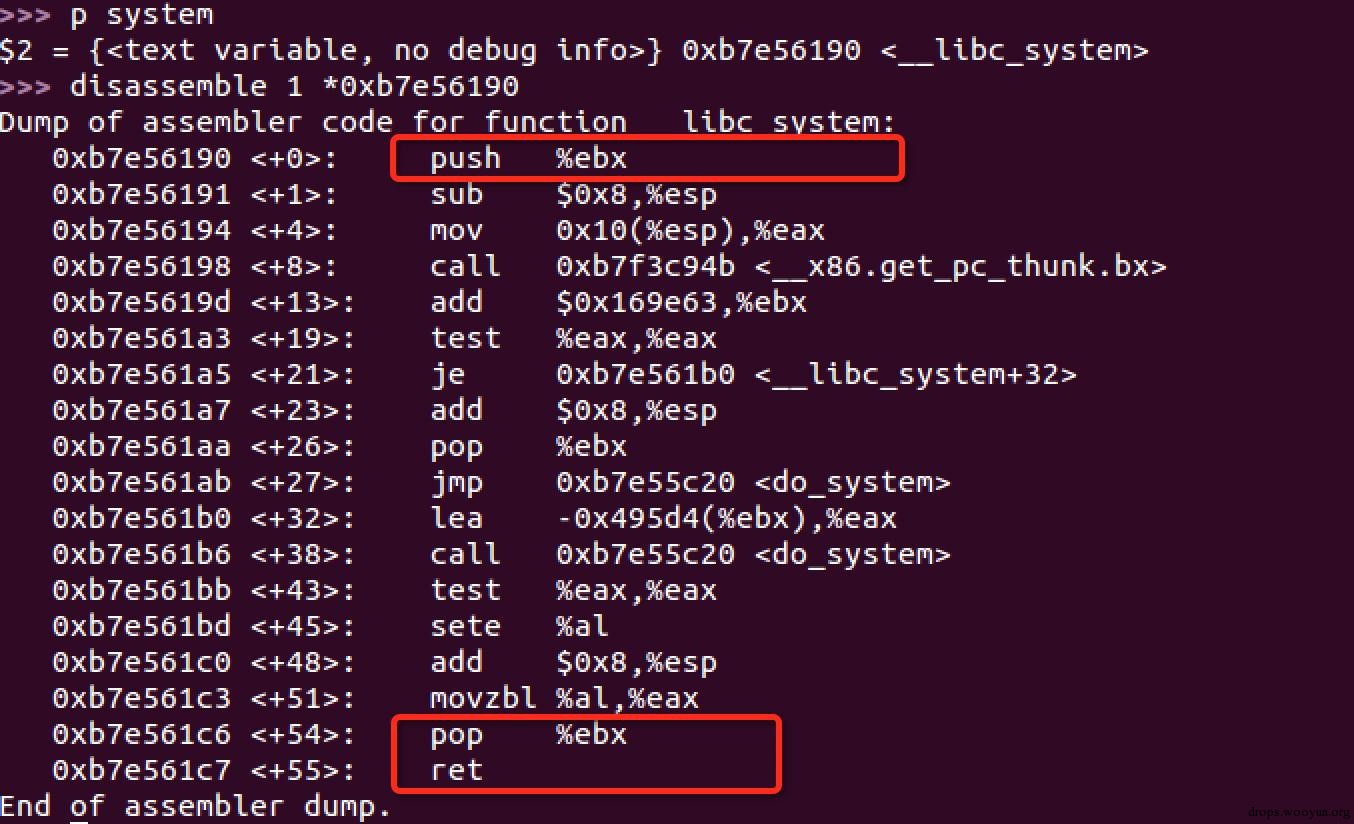 >>> p system
$2 = {<text variable, no debug info>} 0xb7e56190 <__libc_system>
>>> disassemble 1 *0xb7e56190
Dump of assembler code for function   libc system:
0xb7e56190 <+0>: push %ebx
0xb7e56191 <+1>: sub $0x8,%esp
0xb7e56194 <+4>: mov 0x10(%esp),%eax
0xb7e56198 <+8>: call 0xb7f3c94b <__x86.get_pc_thunk.bx>
0xb7e5619d <+13>: add $0x169e63,%ebx
0xb7e561a3 <+19>: test %eax,%eax
0xb7e561a5 <+21>: je 0xb7e561b0 <__libc_system+32>
0xb7e561a7 <+23>: add $0x8,%esp
0xb7e561aa <+26>: pop %ebx
0xb7e561ab <+27>: jmp 0xb7e55c20 <do_system>
0xb7e561b0 <+32>: lea -0x495d4(%ebx),%eax
0xb7e561b6 <+38>: call 0xb7e55c20 <do_system>
0xb7e561bb <+43>: test %eax,%eax
0xb7e561bd <+45>: sete %al
0xb7e561c0 <+48>: add $0x8,%esp
0xb7e561c3 <+51>: movzbl %al,%eax
0xb7e561c6 <+54>: pop %ebx
0xb7e561c7 <+55>: ret
End of assembler dump.
drops.wooyun.org